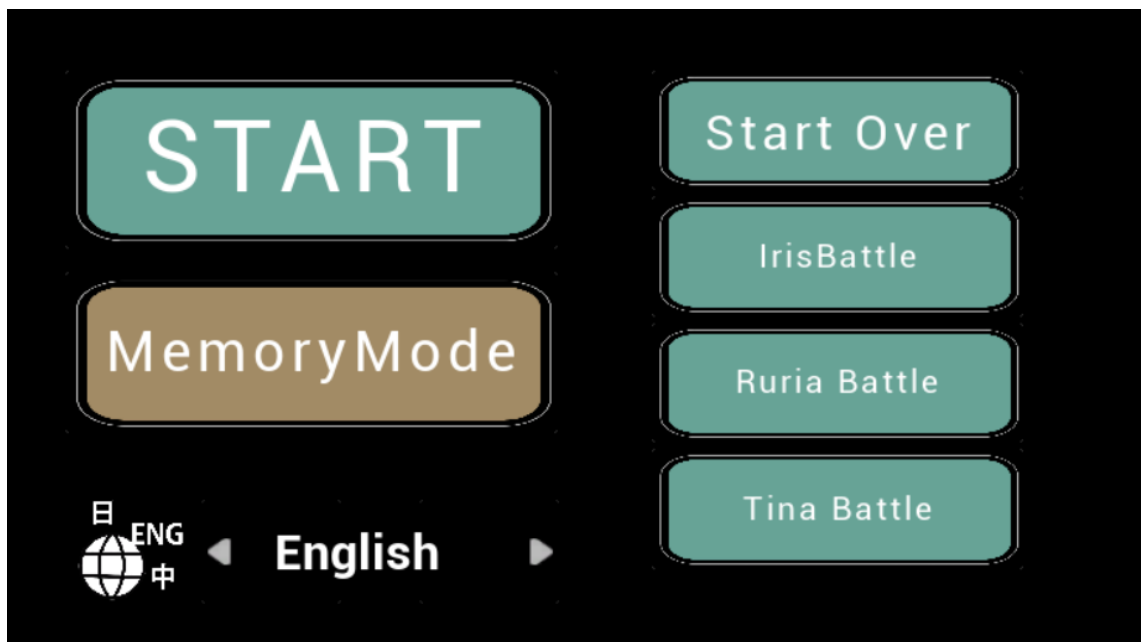 START
MemoryMode
日
ENG
中
English
Start Over
IrisBattle
Ruria Battle
Tina Battle